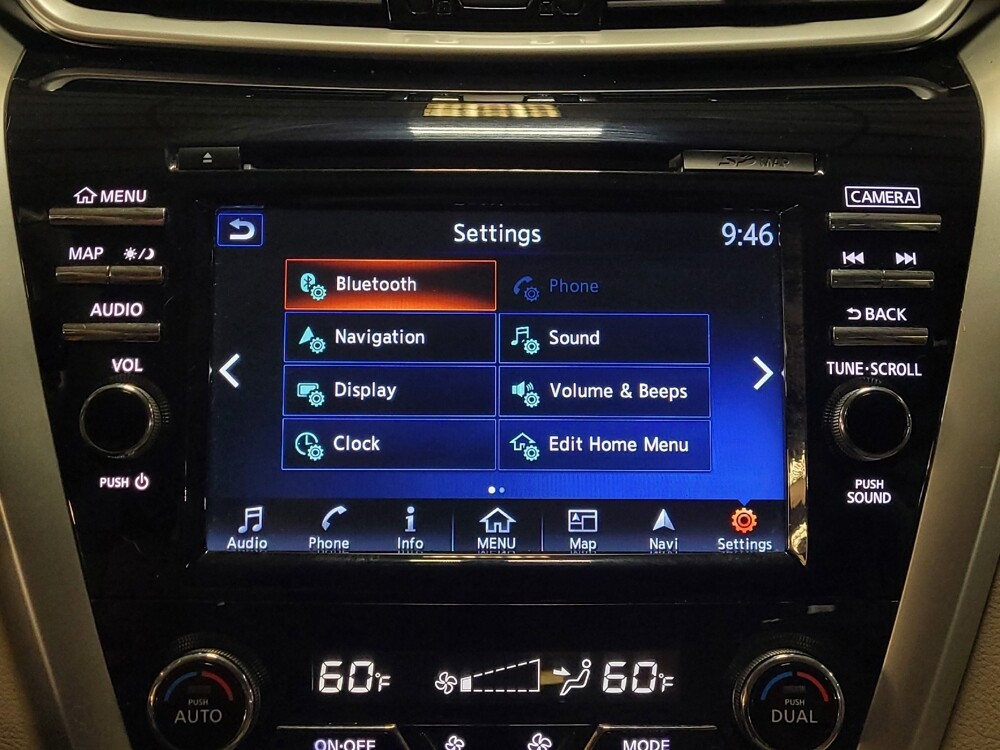 MENU
CAMERA
Settings
9:46
MAP
Bluetooth
Phone
AUDIO
BACK
Navigation
Sound
VOL
TUNE·SCROLL
Display
Volume & Beeps
Clock
Edit Home Menu
PUSH
PUSH
SOUND
Audio
Phone
Info
MENU
Map
Navi
Settings
60°F
60°F
PUSH
AUTO
PUSH
DUAL
ON·OFF
MODE